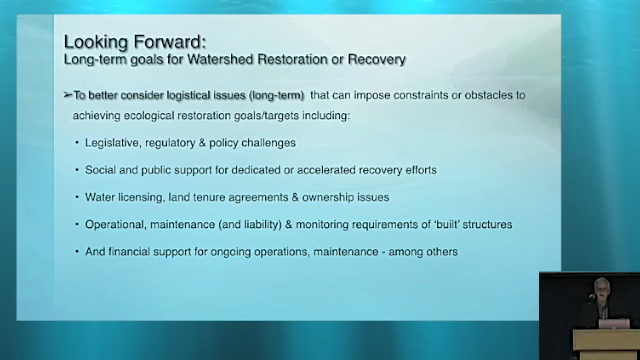 Looking Forward:
Long-term goals for Watershed Restoration or Recovery
➢To better consider logistical issues (long-term) that can impose constraints or obstacles to
achieving ecological restoration goals/targets including:
• Legislative, regulatory & policy challenges
• Social and public support for dedicated or accelerated recovery efforts
• Water licensing, land tenure agreements & ownership issues
• Operational, maintenance (and liability) & monitoring requirements of ‘built’ structures
• And financial support for ongoing operations, maintenance - among others